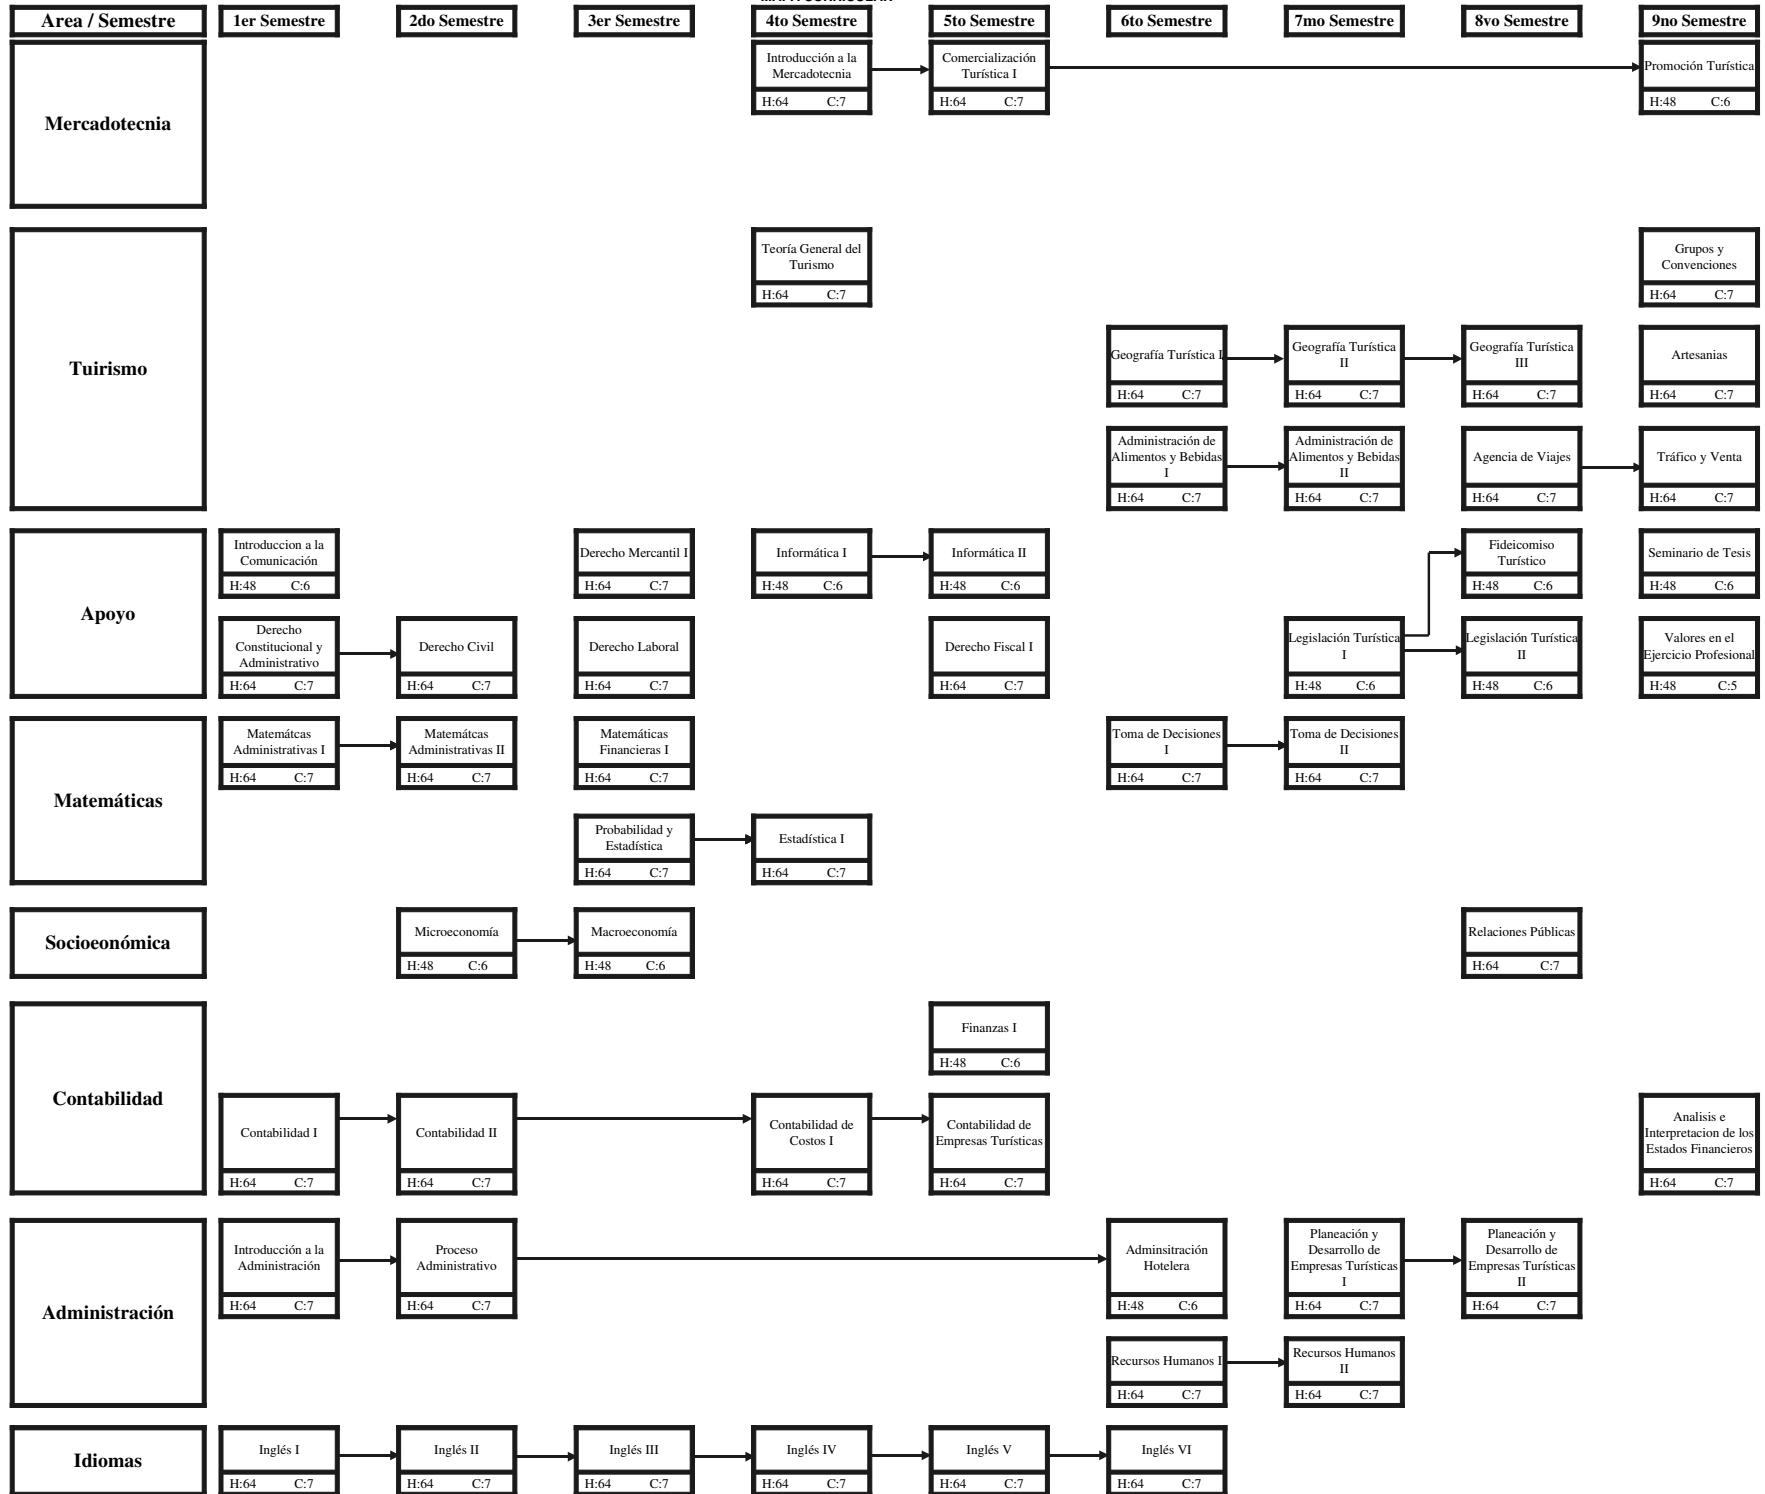 Area / Semestre 1er Semestre 2do Semestre 3er Semestre 4to Semestre 5to Semestre 6to Semestre 7mo Semestre 8vo Semestre 9no Semestre
Mercadotecnia
Introducción a la
Mercadotecnia
H:64 C:7
Comercialización
Turística I
H:64 C:7
Promoción Turística
H:48 C:6
Tuirismo
Teoría General del
Turismo
H:64 C:7
Grupos y
Convenciones
H:64 C:7
Geografía Turística I
H:64 C:7
Geografía Turística
II
H:64 C:7
Geografía Turística
III
H:64 C:7
Artesanias
H:64 C:7
Administración de
Alimentos y Bebidas
I
H:64 C:7
Administración de
Alimentos y Bebidas
II
H:64 C:7
Agencia de Viajes
H:64 C:7
Tráfico y Venta
H:64 C:7
Apoyo
Introduccion a la
Comunicación
H:48 C:6
Derecho Mercantil I
H:64 C:7
Informática I
H:48 C:6
Informática II
H:48 C:6
Fideicomiso
Turístico
H:48 C:6
Seminario de Tesis
H:48 C:6
Derecho
Constitucional y
Administrativo
H:64 C:7
Derecho Civil
H:64 C:7
Derecho Laboral
H:64 C:7
Derecho Fiscal I
H:64 C:7
Legislación Turística
I
H:48 C:6
Legislación Turística
II
H:48 C:6
Valores en el
Ejercicio Profesional
H:48 C:5
Matemáticas
Matemátcas
Administrativas I
H:64 C:7
Matemátcas
Administrativas II
H:64 C:7
Matemáticas
Financieras I
H:64 C:7
Toma de Decisiones
I
H:64 C:7
Toma de Decisiones
II
H:64 C:7
Probabilidad y
Estadística
H:64 C:7
Estadística I
H:64 C:7
Socioeonómica
Microeconomía
H:48 C:6
Macroeconomía
H:48 C:6
Relaciones Públicas
H:64 C:7
Contabilidad
Finanzas I
H:48 C:6
Contabilidad I
H:64 C:7
Contabilidad II
H:64 C:7
Contabilidad de
Costos I
H:64 C:7
Contabilidad de
Empresas Turísticas
H:64 C:7
Analisis e
Interpretacion de los
Estados Financieros
H:64 C:7
Administración
Introducción a la
Administración
H:64 C:7
Proceso
Administrativo
H:64 C:7
Adminsitración
Hotelera
H:48 C:6
Planeación y
Desarrollo de
Empresas Turísticas
I
H:64 C:7
Planeación y
Desarrollo de
Empresas Turísticas
II
H:64 C:7
Recursos Humanos I
H:64 C:7
Recursos Humanos
II
H:64 C:7
Idiomas
Inglés I
H:64 C:7
Inglés II
H:64 C:7
Inglés III
H:64 C:7
Inglés IV
H:64 C:7
Inglés V
H:64 C:7
Inglés VI
H:64 C:7